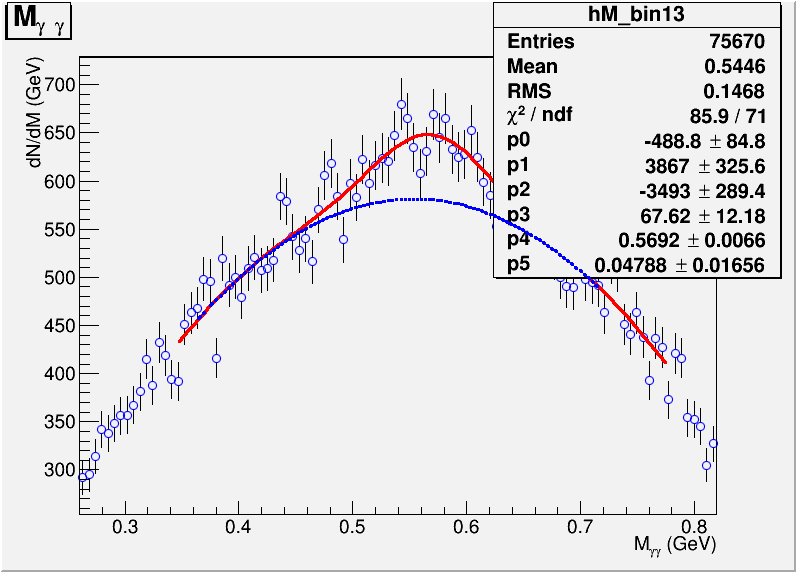 Mγ γ
hM_bin13
Entries 75670
Mean 0.5446
RMS 0.1468
χ² / ndf 85.9 / 71
p0 -488.8 ± 84.8
p1 3867 ± 325.6
p2 -3493 ± 289.4
p3 67.62 ± 12.18
p4 0.5692 ± 0.0066
p5 0.04788 ± 0.01656
dN/dM (GeV)
700
650
600
550
500
450
400
350
300
0.3 0.4 0.5 0.6 0.7 0.8
Mγγ (GeV)